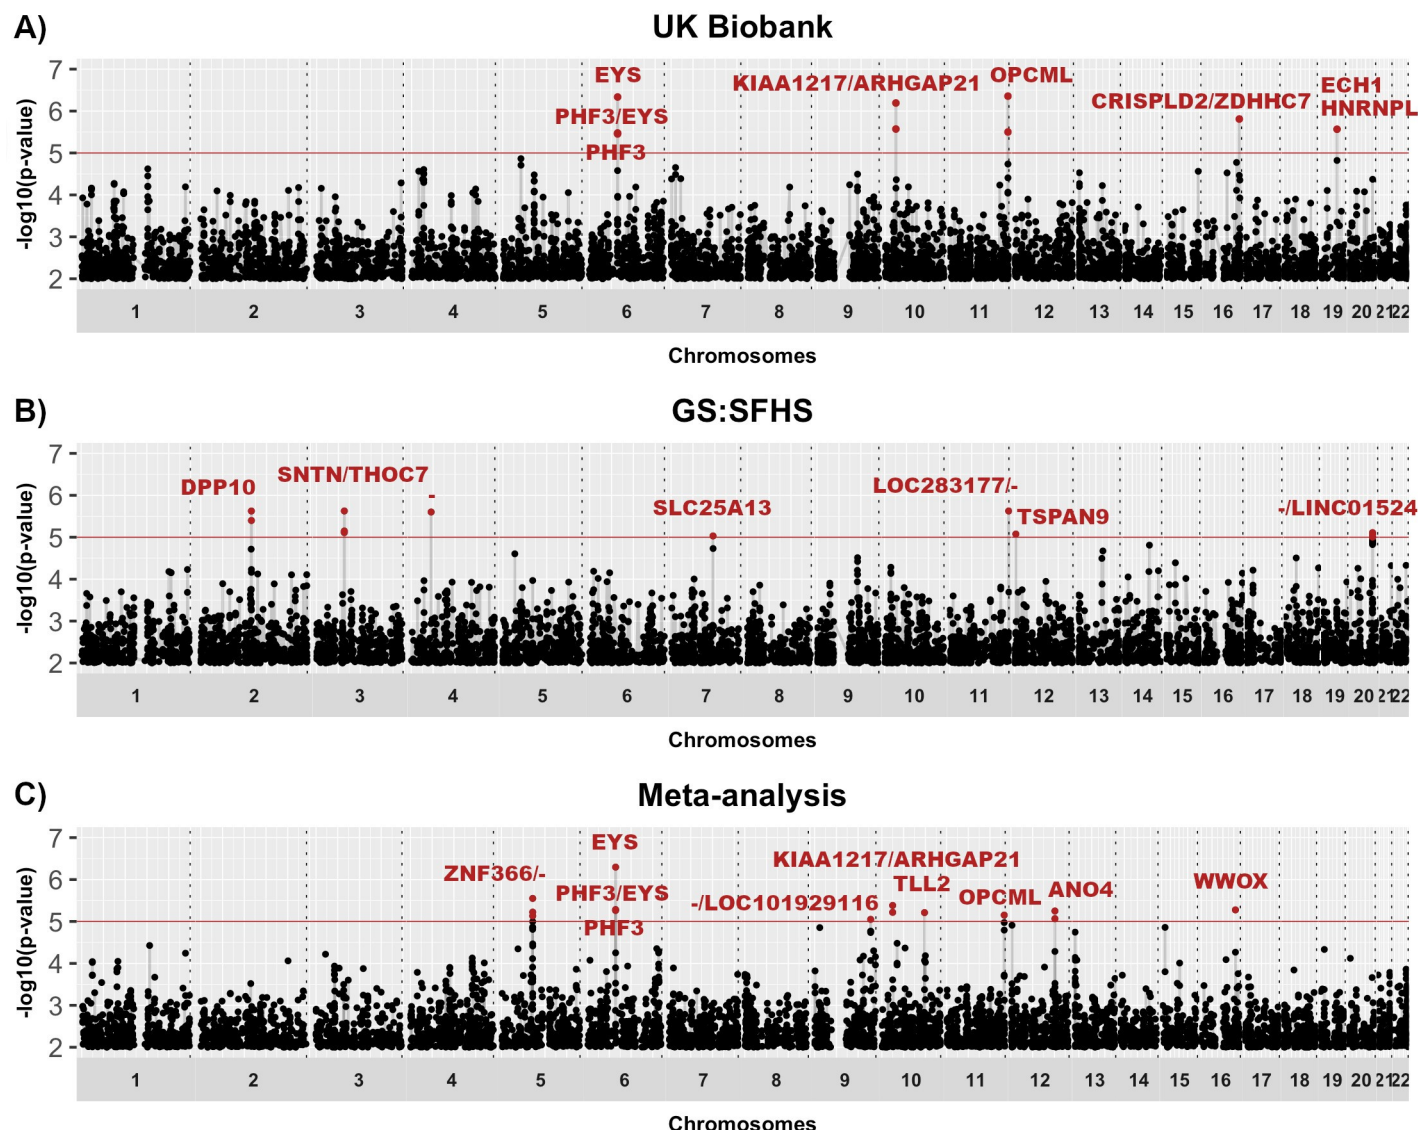 A)
UK Biobank
-log10(p-value)
7
6
5
4
3
2
EYS
PHF3/EYS
PHF3
KIAA1217/ARHGAP21
OPCML
CRISPLD2/ZDHHC7
ECH1
HNRNPL
1 2 3 4 5 6 7 8 9 10 11 12 13 14 15 16 17 18 19 20 21 22
Chromosomes
B)
GS:SFHS
-log10(p-value)
7
6
5
4
3
2
DPP10
SNTN/THOC7
-
SLC25A13
LOC283177/-
TSPAN9
-/LINC01524
1 2 3 4 5 6 7 8 9 10 11 12 13 14 15 16 17 18 19 20 21 22
Chromosomes
C)
Meta-analysis
-log10(p-value)
7
6
5
4
3
2
ZNF366/-
EYS
PHF3/EYS
PHF3
-/LOC101929116
KIAA1217/ARHGAP21
TLL2
OPCML
ANO4
WWOX
1 2 3 4 5 6 7 8 9 10 11 12 13 14 15 16 17 18 19 20 21 22
Chromosomes